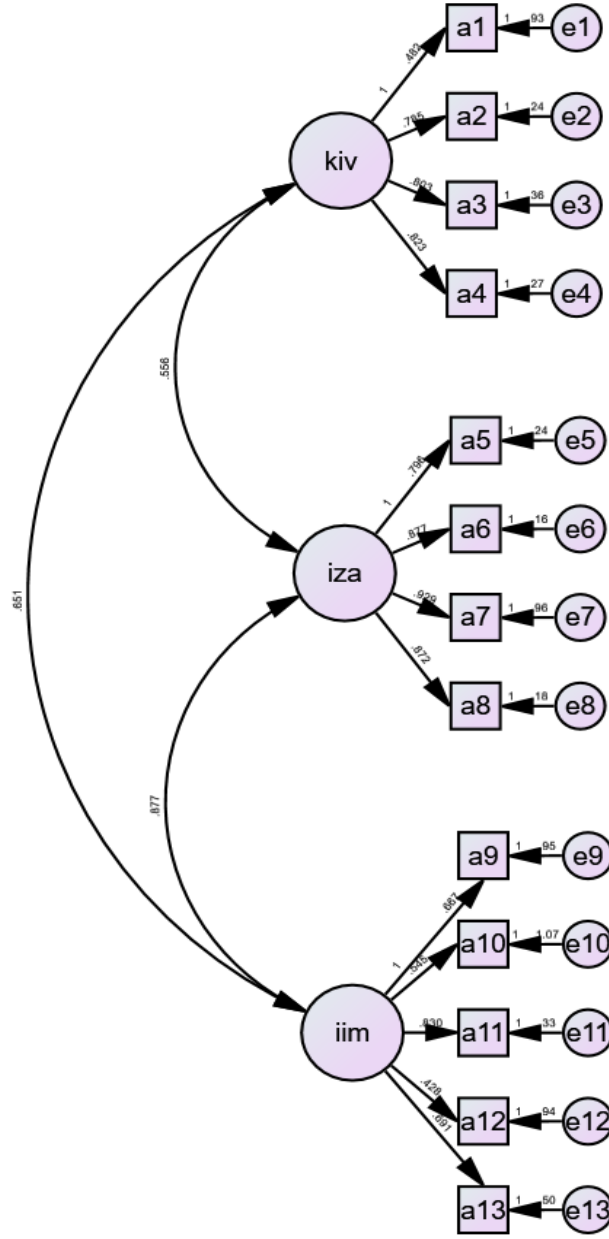 a1 1 93 e1
.482
1
a2 1 24 e2
.785
kiv
a3 1 36 e3
.803
.823
a4 1 27 e4
.556
a5 1 24 e5
.796
1
a6 1 16 e6
.877
iza
a7 1 96 e7
.929
.872
a8 1 18 e8
.651
.877
a9 1 95 e9
.667
1
a10 1 1.07 e10
.545
iim
.830
a11 1 33 e11
.428
a12 1 94 e12
.691
a13 1 50 e13